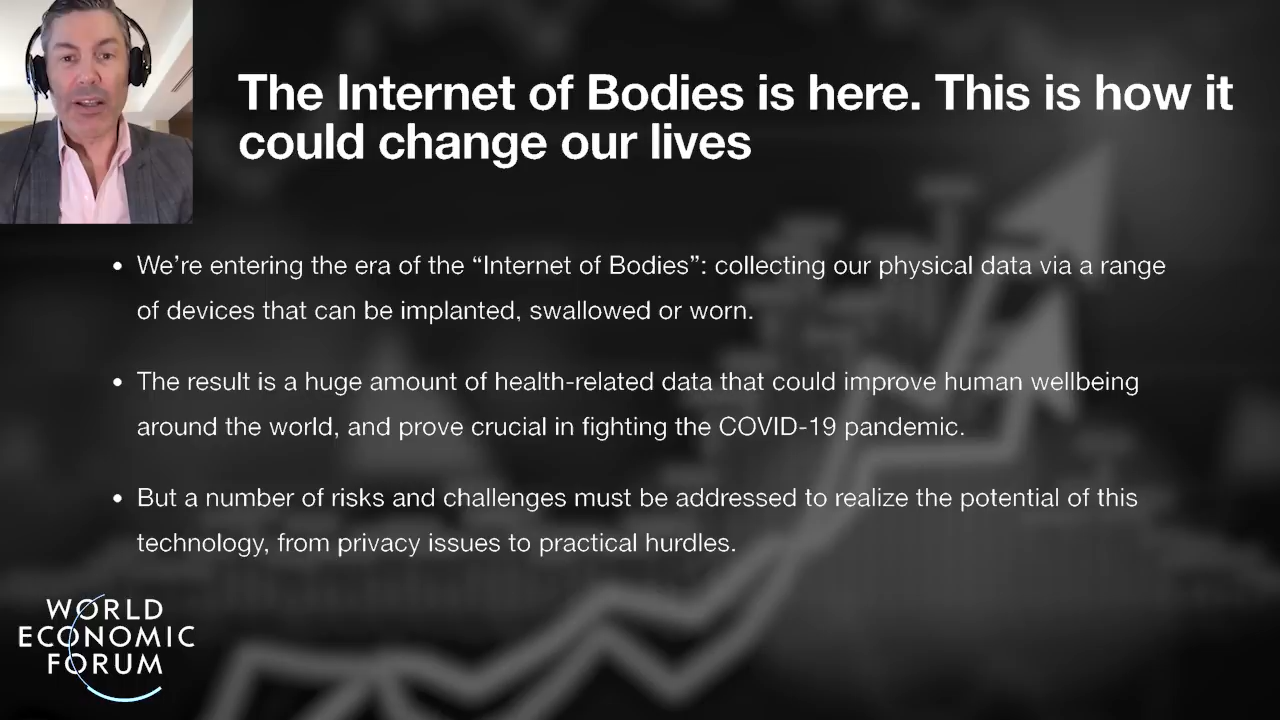 The Internet of Bodies is here. This is how it
could change our lives
• We’re entering the era of the “Internet of Bodies”: collecting our physical data via a range
of devices that can be implanted, swallowed or worn.
• The result is a huge amount of health-related data that could improve human wellbeing
around the world, and prove crucial in fighting the COVID-19 pandemic.
• But a number of risks and challenges must be addressed to realize the potential of this
technology, from privacy issues to practical hurdles.
WORLD
ECONOMIC
FORUM